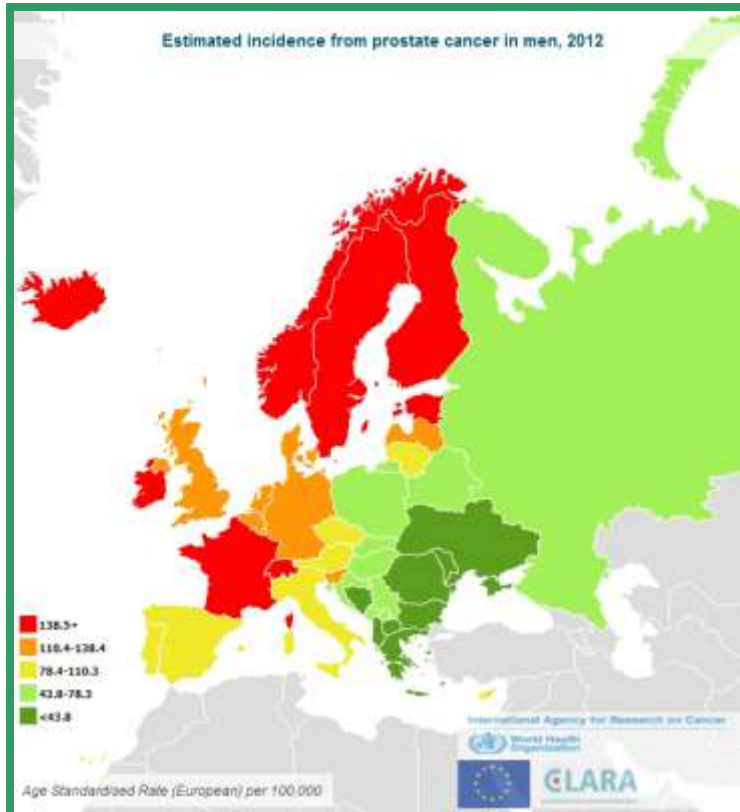 Estimated incidence from prostate cancer in men, 2012
138.5+
110.4-138.4
78.4-110.3
43.8-78.3
<43.8
International Agency for Research on Cancer
World Health
Organization
CLARA
Age Standardized Rate (European) per 100,000